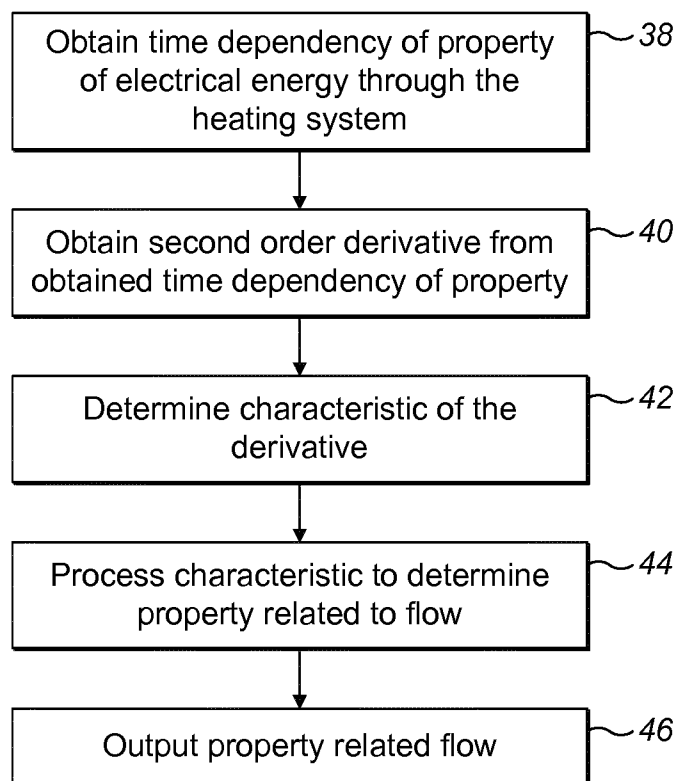 Obtain time dependency of property
of electrical energy through the
heating system
38
Obtain second order derivative from
obtained time dependency of property
40
Determine characteristic of the
derivative
42
Process characteristic to determine
property related to flow
44
Output property related flow
46